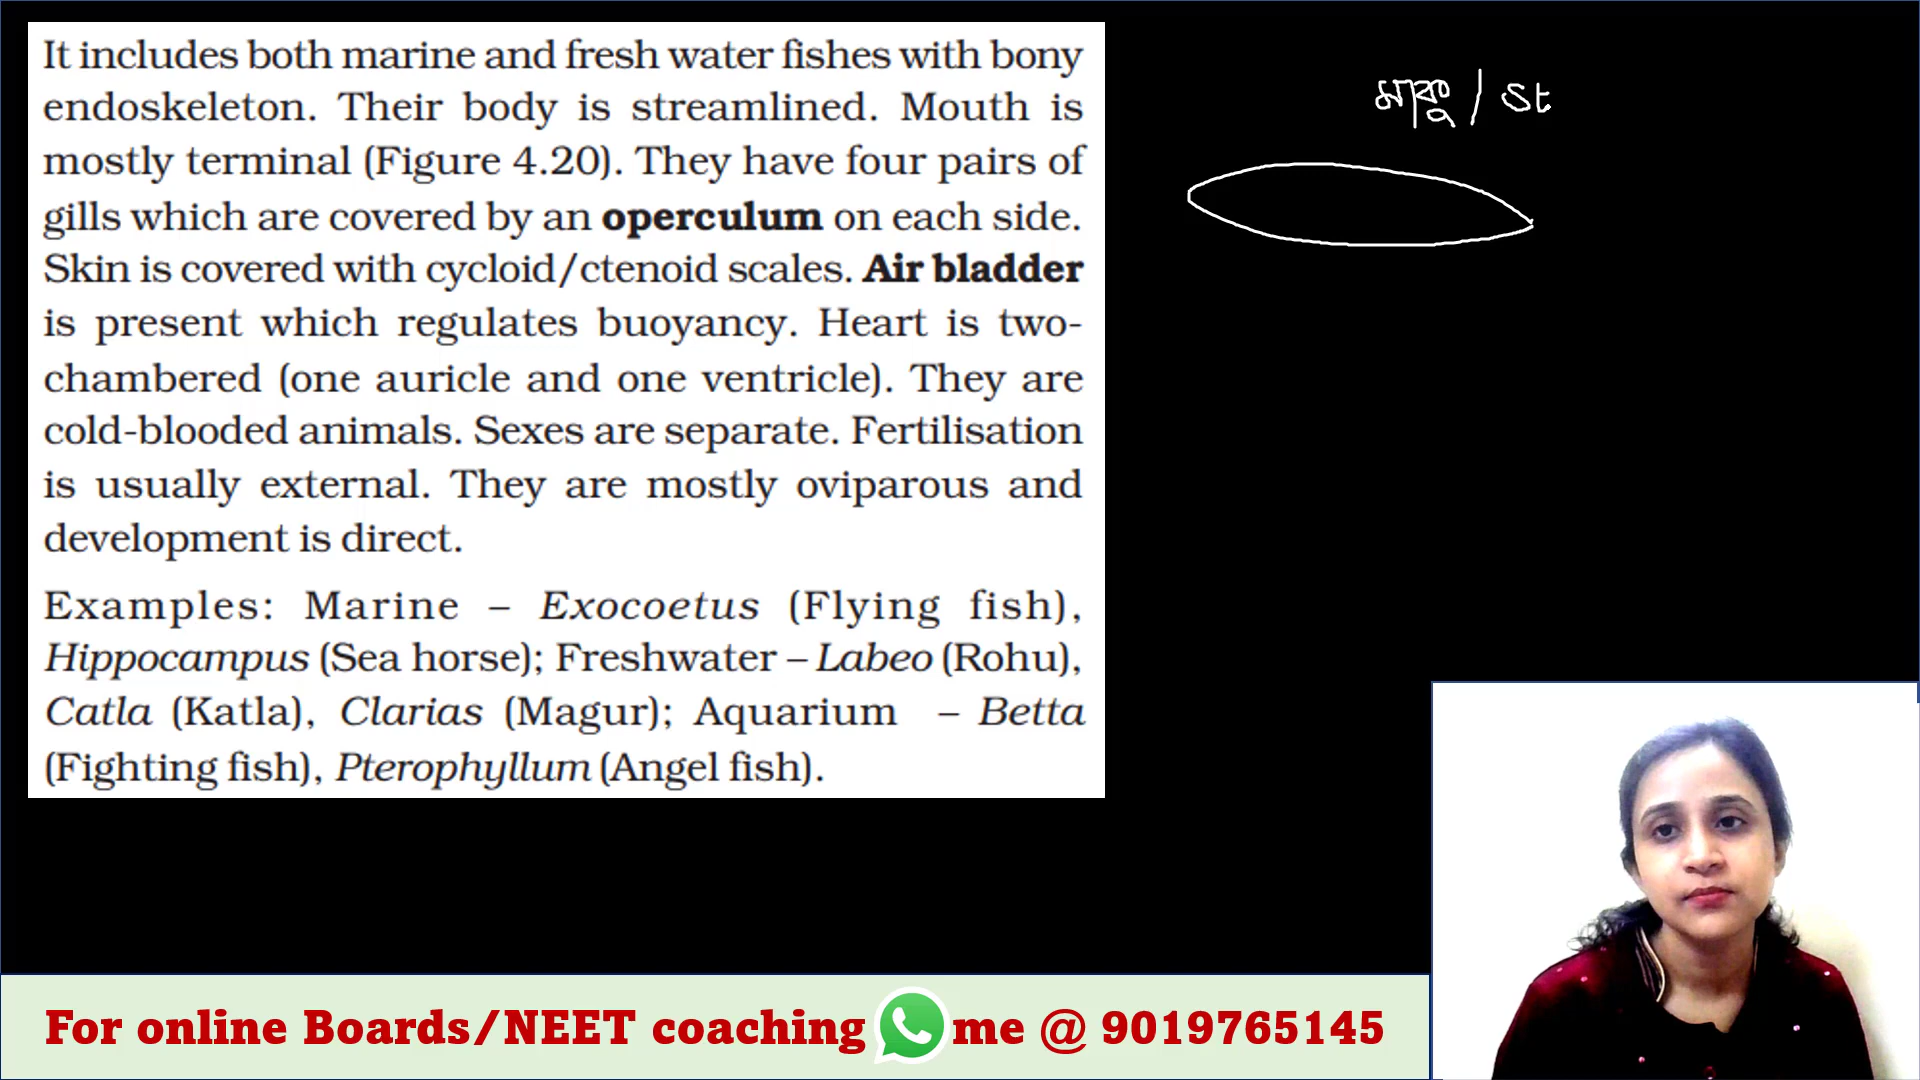 It includes both marine and fresh water fishes with bony
endoskeleton. Their body is streamlined. Mouth is
mostly terminal (Figure 4.20). They have four pairs of
gills which are covered by an operculum on each side.
Skin is covered with cycloid/ctenoid scales. Air bladder
is present which regulates buoyancy. Heart is two-
chambered (one auricle and one ventricle). They are
cold-blooded animals. Sexes are separate. Fertilisation
is usually external. They are mostly oviparous and
development is direct.
Examples: Marine – Exocoetus (Flying fish),
Hippocampus (Sea horse); Freshwater – Labeo (Rohu),
Catla (Katla), Clarias (Magur); Aquarium – Betta
(Fighting fish), Pterophyllum (Angel fish).
মাকু / St
For online Boards/NEET coaching me @ 9019765145